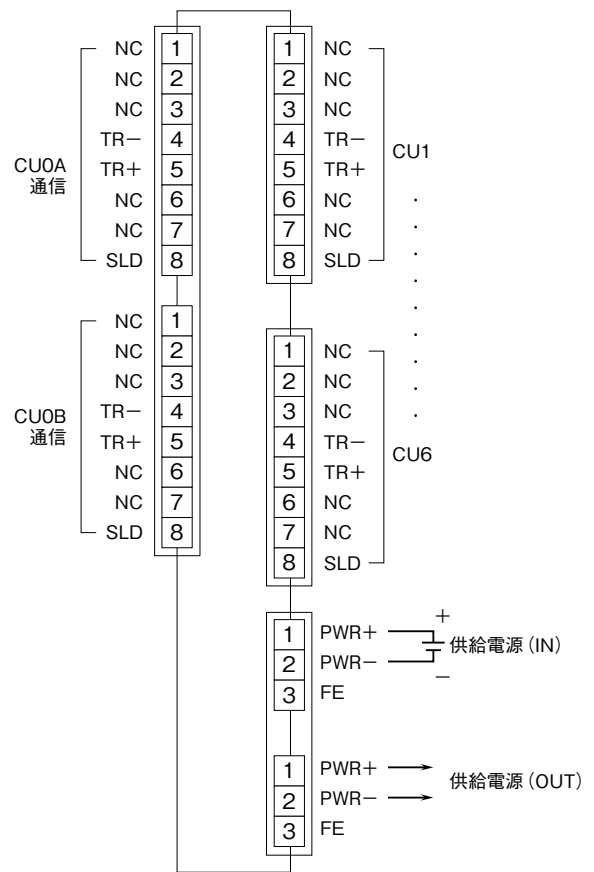 CU0A
通信
NC 1
NC 2
NC 3
TR− 4
TR+ 5
NC 6
NC 7
SLD 8
CU0B
通信
NC 1
NC 2
NC 3
TR− 4
TR+ 5
NC 6
NC 7
SLD 8
1 NC
2 NC
3 NC
4 TR−
5 TR+
6 NC
7 NC
8 SLD
CU1
1 NC
2 NC
3 NC
4 TR−
5 TR+
6 NC
7 NC
8 SLD
CU6
1 PWR+
2 PWR−
3 FE
+
供給電源(IN)
−
1 PWR+
2 PWR−
3 FE
供給電源(OUT)